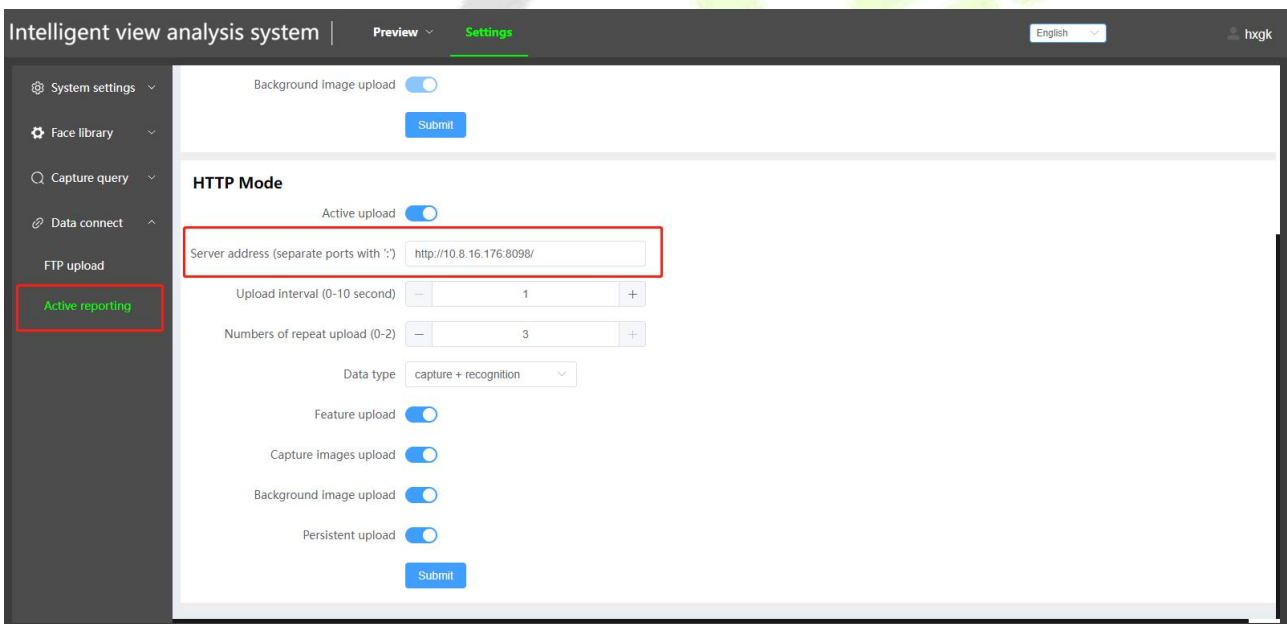 Intelligent view analysis system | Preview Settings English hxgk
System settings
Face library
Capture query
Data connect
FTP upload
Active reporting
Background image upload
Submit
HTTP Mode
Active upload
Server address (separate ports with ':') http://10.8.16.176:8098/
Upload interval (0-10 second) − 1 +
Numbers of repeat upload (0-2) − 3 +
Data type capture + recognition
Feature upload
Capture images upload
Background image upload
Persistent upload
Submit